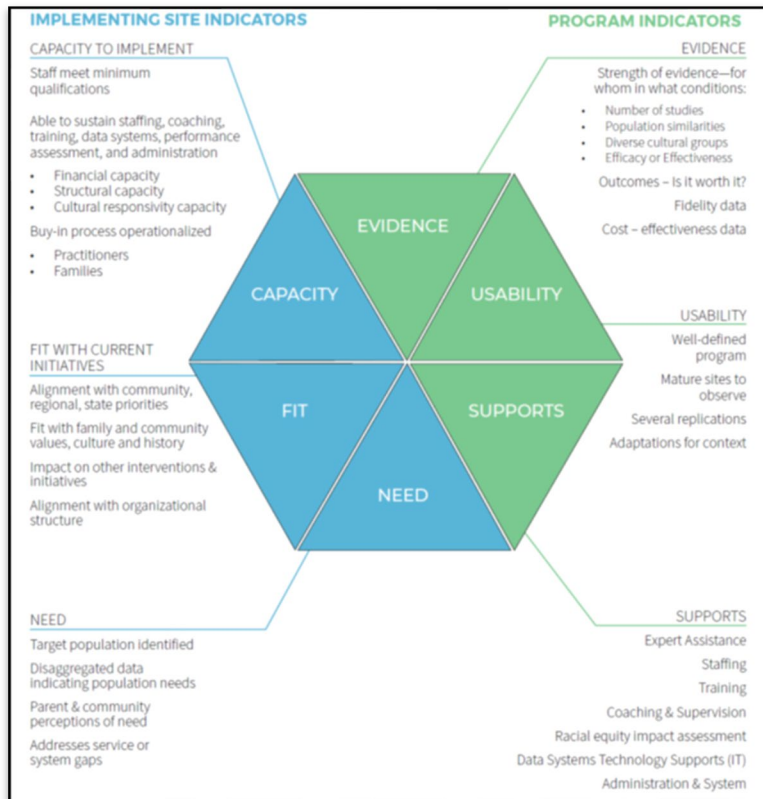 IMPLEMENTING SITE INDICATORS
CAPACITY TO IMPLEMENT
Staff meet minimum
qualifications
Able to sustain staffing, coaching,
training, data systems, performance
assessment, and administration
• Financial capacity
• Structural capacity
• Cultural responsivity capacity
Buy-in process operationalized
• Practitioners
• Families
FIT WITH CURRENT
INITIATIVES
Alignment with community,
regional, state priorities
Fit with family and community
values, culture and history
Impact on other interventions &
initiatives
Alignment with organizational
structure
NEED
Target population identified
Disaggregated data
indicating population needs
Parent & community
perceptions of need
Addresses service or
system gaps
CAPACITY
EVIDENCE
USABILITY
FIT
NEED
SUPPORTS
PROGRAM INDICATORS
EVIDENCE
Strength of evidence—for
whom in what conditions:
• Number of studies
• Population similarities
• Diverse cultural groups
• Efficacy or Effectiveness
Outcomes – Is it worth it?
Fidelity data
Cost – effectiveness data
USABILITY
Well-defined
program
Mature sites to
observe
Several replications
Adaptations for context
SUPPORTS
Expert Assistance
Staffing
Training
Coaching & Supervision
Racial equity impact assessment
Data Systems Technology Supports (IT)
Administration & System